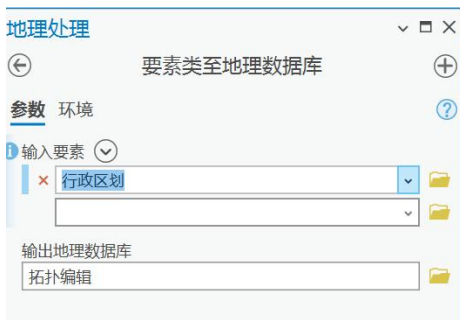 地理处理
要素类至地理数据库
参数 环境
输入要素
行政区划
输出地理数据库
拓扑编辑